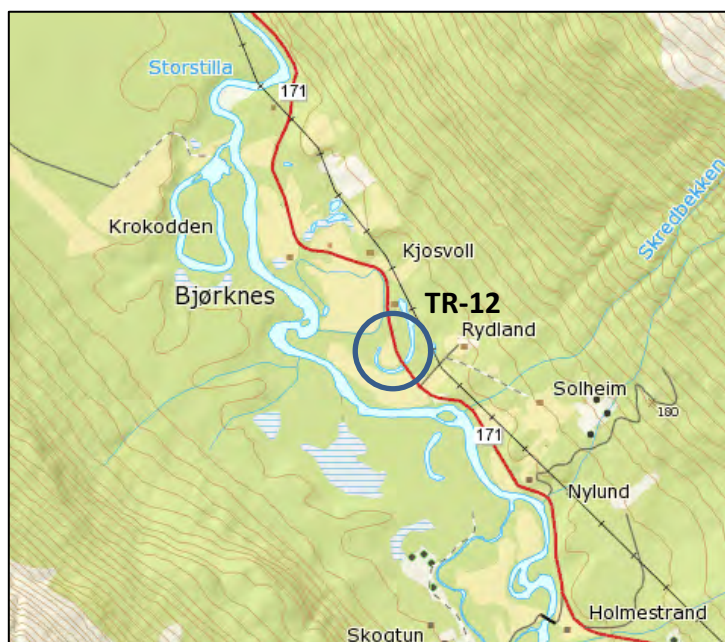 Storstilla
171
Krokodden
Kjosvoll
Skredbekken
Bjørknes
TR-12
Rydland
Solheim
180
171
Nylund
Holmestrand
Skogtun